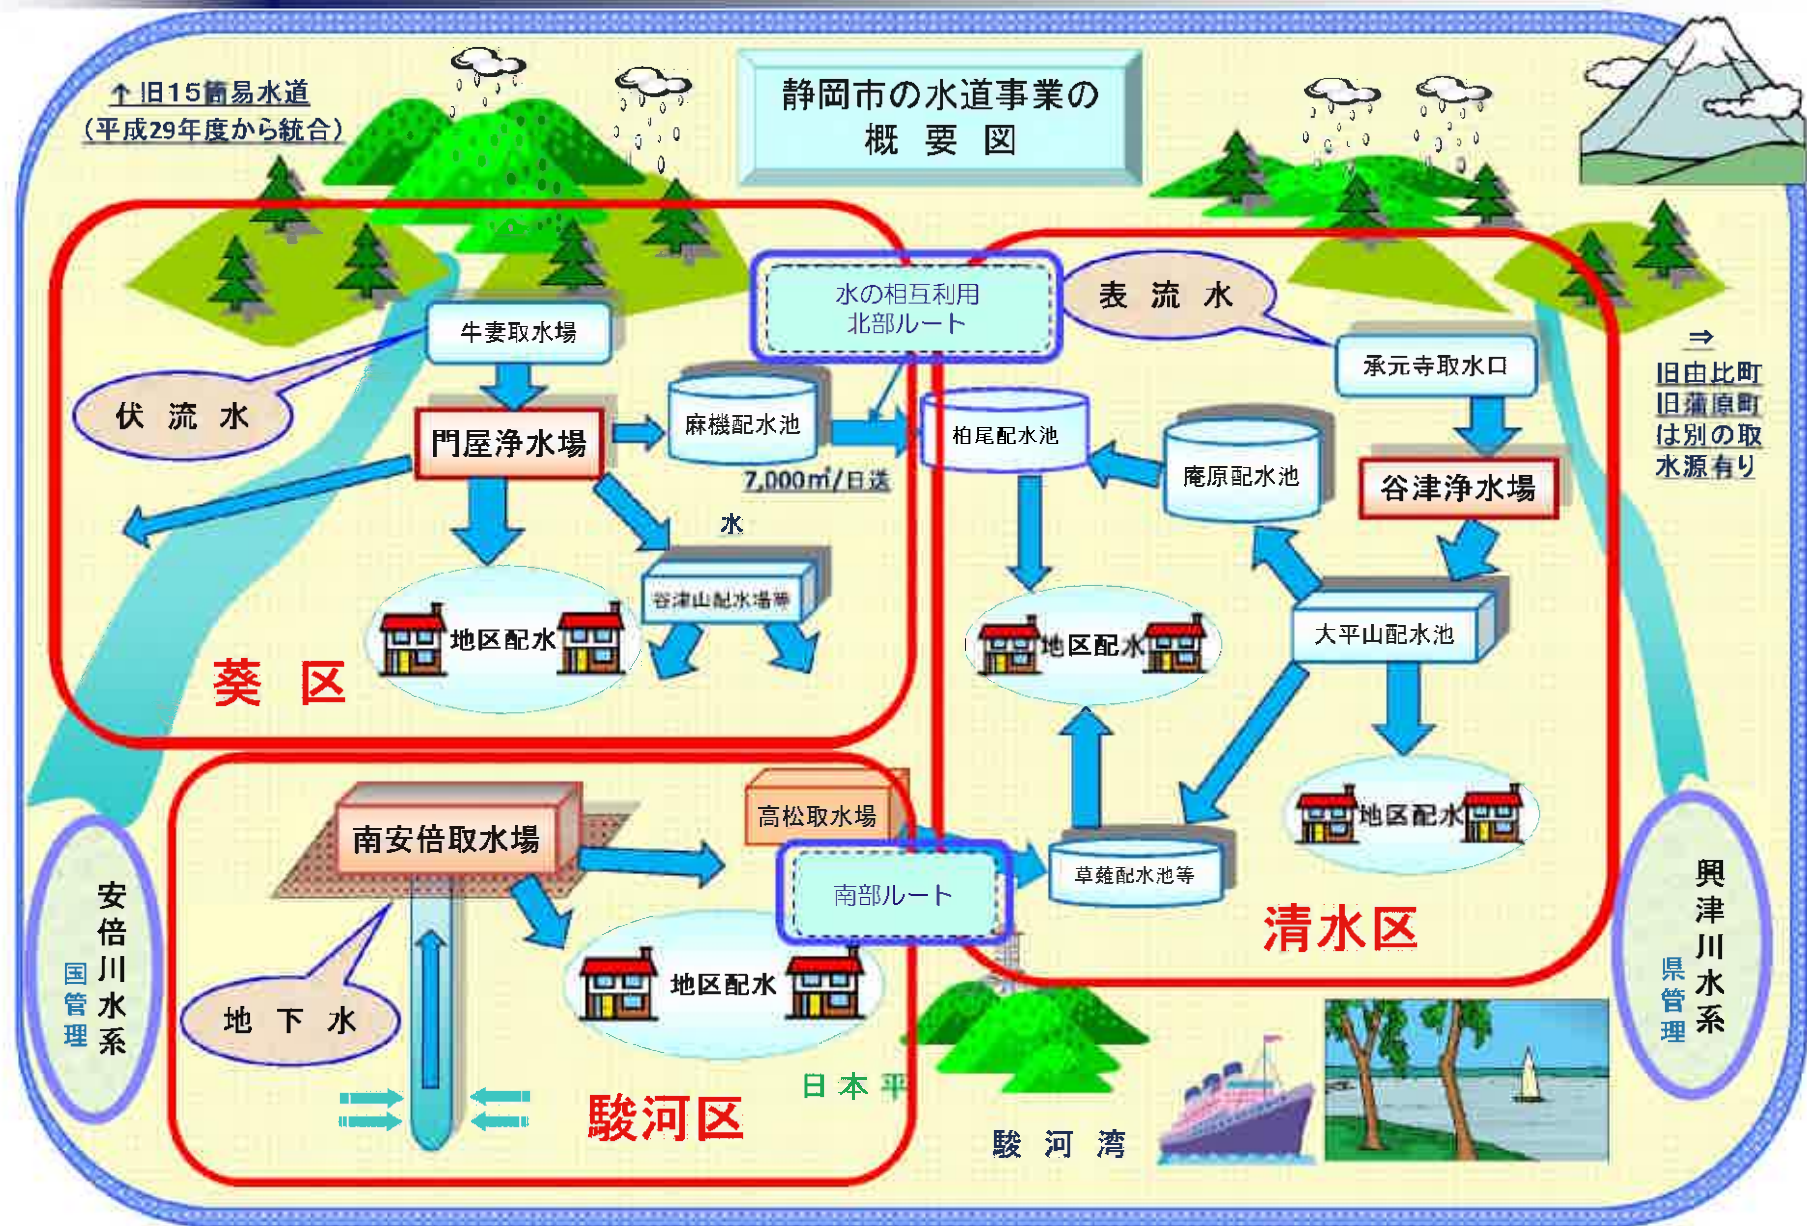 静岡市の水道事業の
概要図
↑旧15簡易水道
（平成29年度から統合）
水の相互利用
北部ルート
表流水
牛妻取水場
伏流水
門屋浄水場
麻機配水池
7,000㎥/日送
水
谷津山配水場等
地区配水
葵区
承元寺取水口
⇒
旧由比町
旧蒲原町
は別の取
水源有り
柏尾配水池
庵原配水池
谷津浄水場
大平山配水池
地区配水
地区配水
草薙配水池等
清水区
南安倍取水場
高松取水場
南部ルート
地区配水
地下水
駿河区
安倍川水系
国管理
興津川水系
県管理
日本平
駿河湾